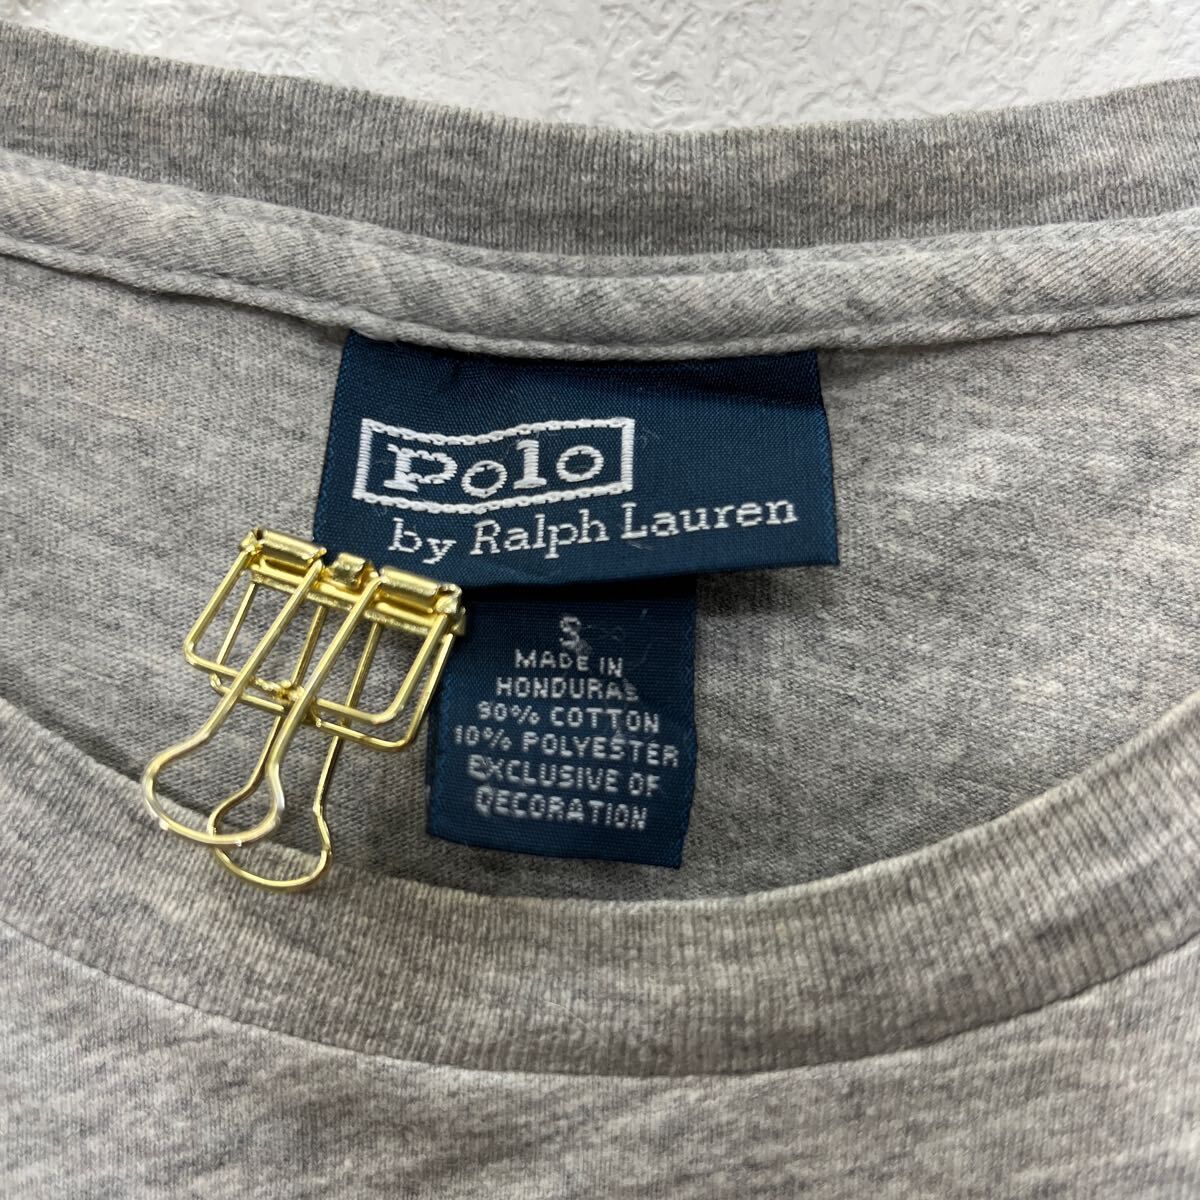 Polo
by Ralph Lauren
S
MADE IN
HONDURAS
90% COTTON
10% POLYESTER
EXCLUSIVE OF
DECORATION